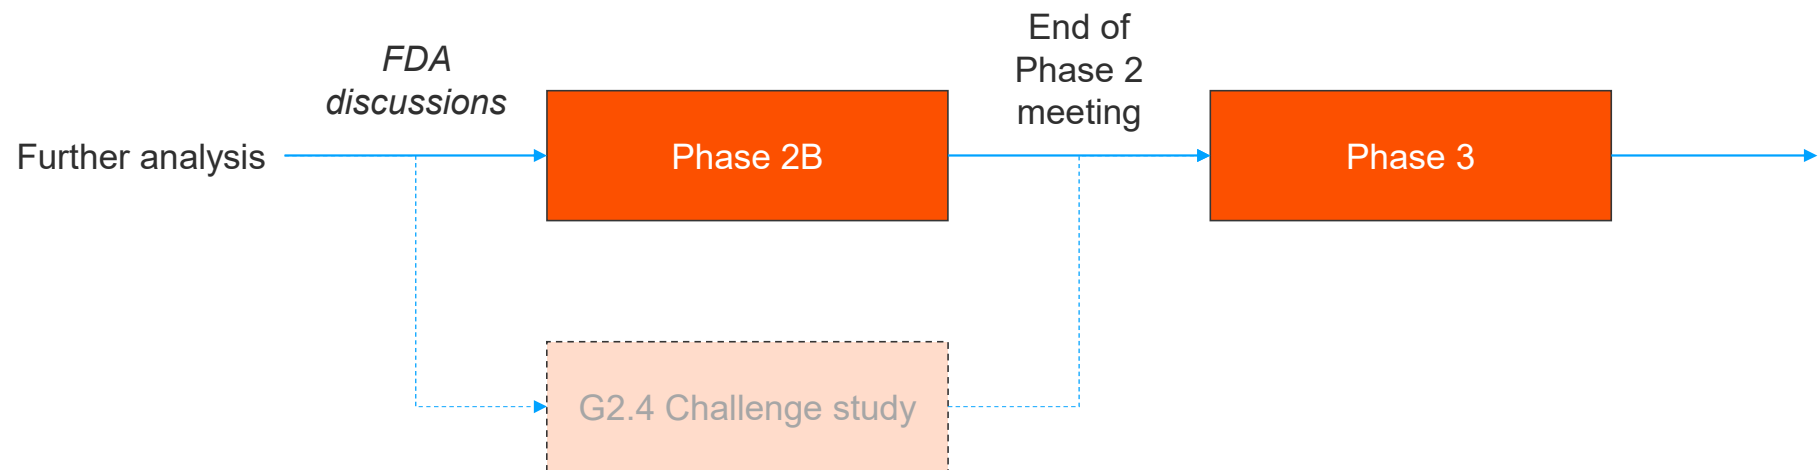 FDA
discussions
End of
Phase 2
meeting
Further analysis
Phase 2B
Phase 3
G2.4 Challenge study